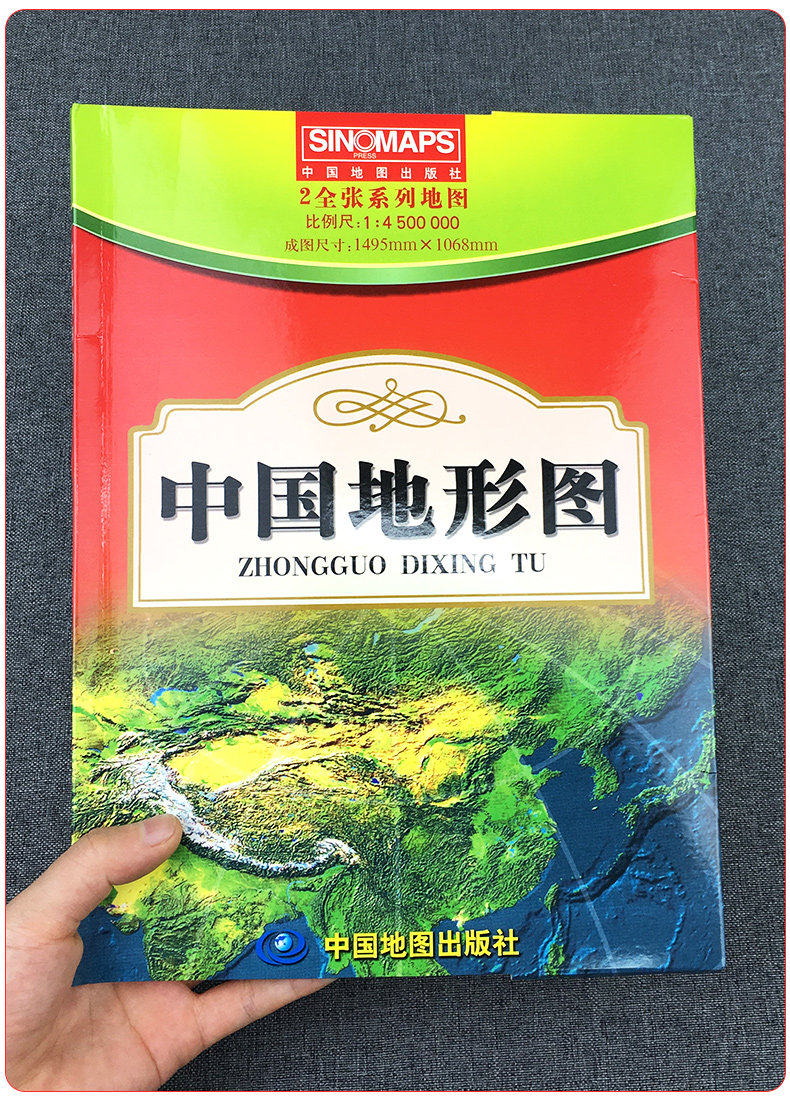 SINOMAPS
PRESS
中国地图出版社
2全张系列地图
比例尺:1:4 500 000
成图尺寸:1495mm×1068mm
中国地形图
ZHONGGUO DIXING TU
中国地图出版社